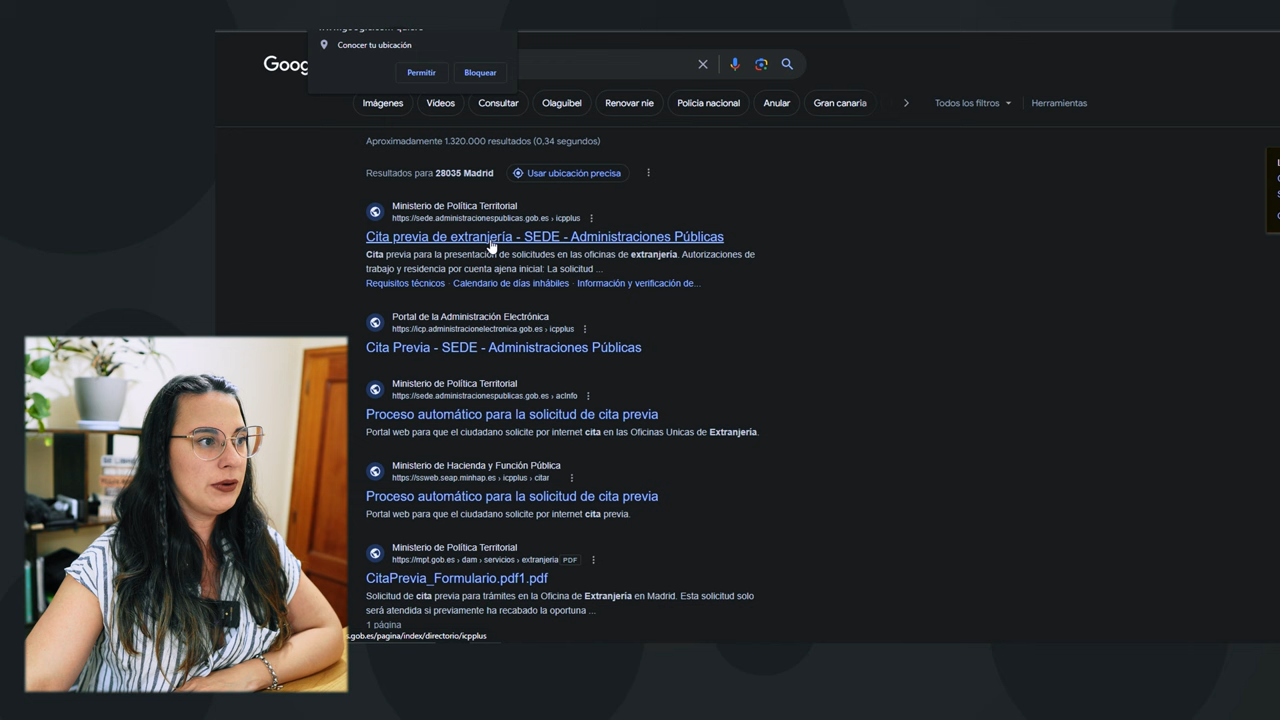 Conocer tu ubicación
Permitir
Bloquear
Goog
Imágenes
Vídeos
Consultar
Olaguibel
Renovar nie
Policia nacional
Anular
Gran canaria
Todos los filtros
Herramientas
Aproximadamente 1.320.000 resultados (0,34 segundos)
Resultados para 28035 Madrid
Usar ubicación precisa
Ministerio de Política Territorial
https://sede.administracionespublicas.gob.es › icpplus
Cita previa de extranjería - SEDE - Administraciones Públicas
Cita previa para la presentación de solicitudes en las oficinas de extranjería. Autorizaciones de
trabajo y residencia por cuenta ajena inicial: La solicitud ...
Requisitos técnicos · Calendario de días inhábiles · Información y verificación de...
Portal de la Administración Electrónica
https://icp.administracionelectronica.gob.es › icpplus
Cita Previa - SEDE - Administraciones Públicas
Ministerio de Política Territorial
https://sede.administracionespublicas.gob.es › acInfo
Proceso automático para la solicitud de cita previa
Portal web para que el ciudadano solicite por internet cita en las Oficinas Unicas de Extranjería.
Ministerio de Hacienda y Función Pública
https://ssweb.seap.minhap.es › icpplus › citar
Proceso automático para la solicitud de cita previa
Portal web para que el ciudadano solicite por internet cita previa.
Ministerio de Política Territorial
https://mpt.gob.es › dam › servicios › extranjeria PDF
CitaPrevia_Formulario.pdf1.pdf
Solicitud de cita previa para trámites en la Oficina de Extranjería en Madrid. Esta solicitud solo
será atendida si previamente ha recabado la oportuna ...
1 página
s.gob.es/pagina/index/directorio/icpplus